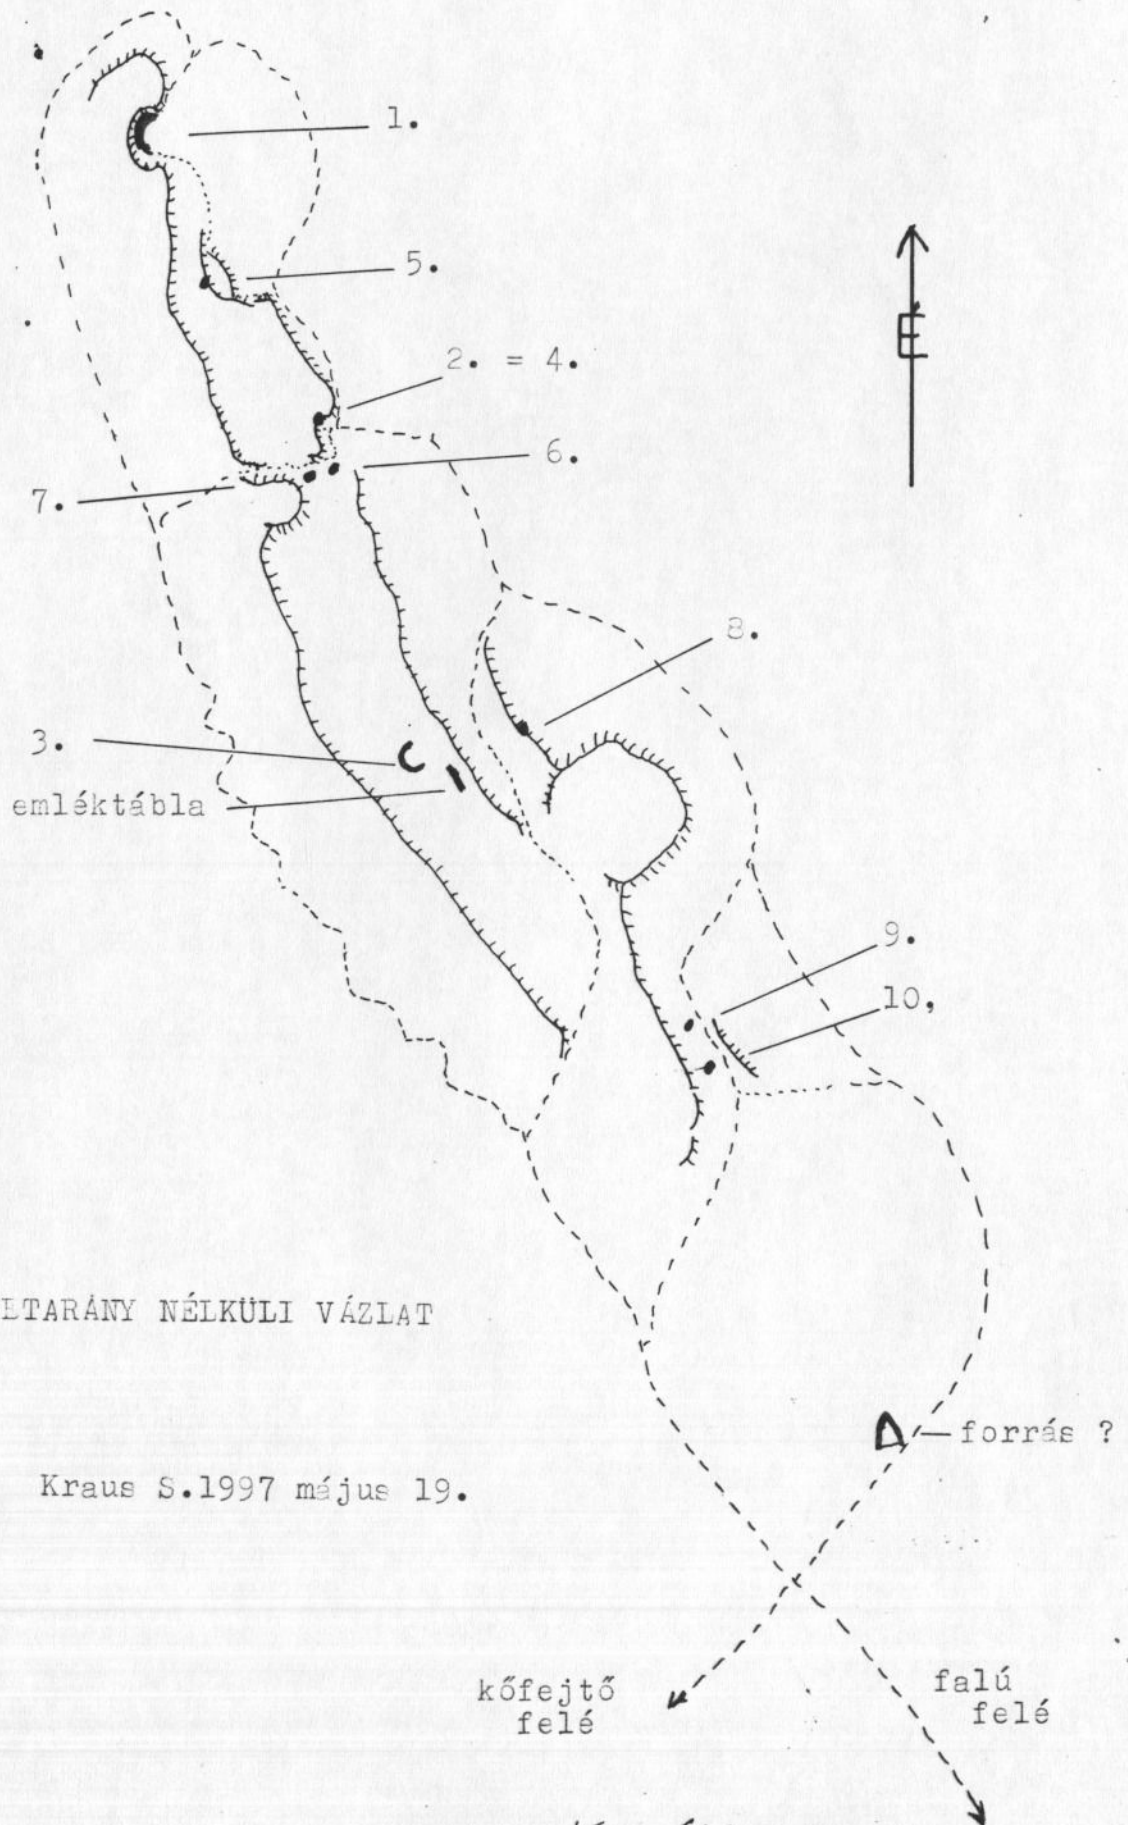 1.
5.
É
2. = 4.
6.
7.
8.
3.
emléktábla
9.
10,
ETARÁNY NÉLKÜLI VÁZLAT
forrás ?
Kraus S.1997 május 19.
kőfejtő
felé
falú
felé